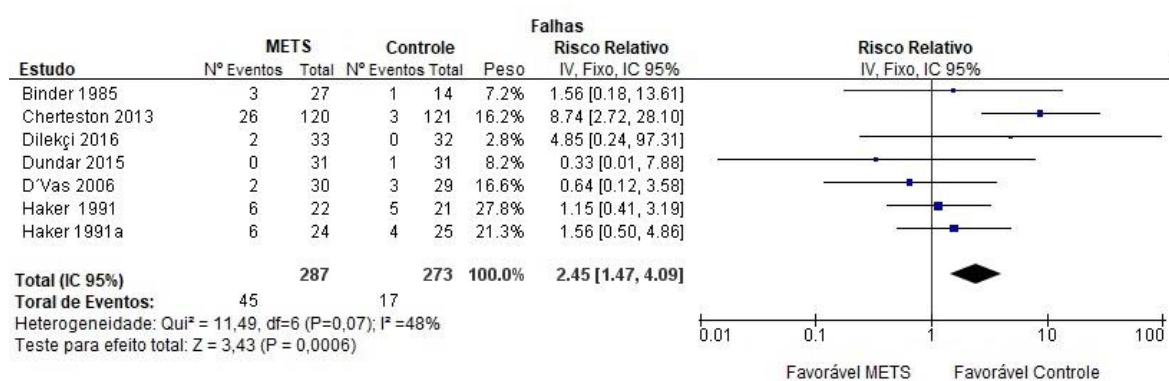 Falhas
METS Controle Risco Relativo Risco Relativo
Estudo Nº Eventos Total Nº Eventos Total Peso IV, Fixo, IC 95% IV, Fixo, IC 95%
Binder 1985 3 27 1 14 7.2% 1.56 [0.18, 13.61]
Cherteston 2013 26 120 3 121 16.2% 8.74 [2.72, 28.10]
Dilekçi 2016 2 33 0 32 2.8% 4.85 [0.24, 97.31]
Dundar 2015 0 31 1 31 8.2% 0.33 [0.01, 7.88]
D´Vas 2006 2 30 3 29 16.6% 0.64 [0.12, 3.58]
Haker 1991 6 22 5 21 27.8% 1.15 [0.41, 3.19]
Haker 1991a 6 24 4 25 21.3% 1.56 [0.50, 4.86]
Total (IC 95%) 287 273 100.0% 2.45 [1.47, 4.09]
Toral de Eventos: 45 17
Heterogeneidade: Qui² = 11,49, df=6 (P=0,07); I² =48%
Teste para efeito total: Z = 3,43 (P = 0,0006)
0.01 0.1 1 10 100
Favorável METS Favorável Controle